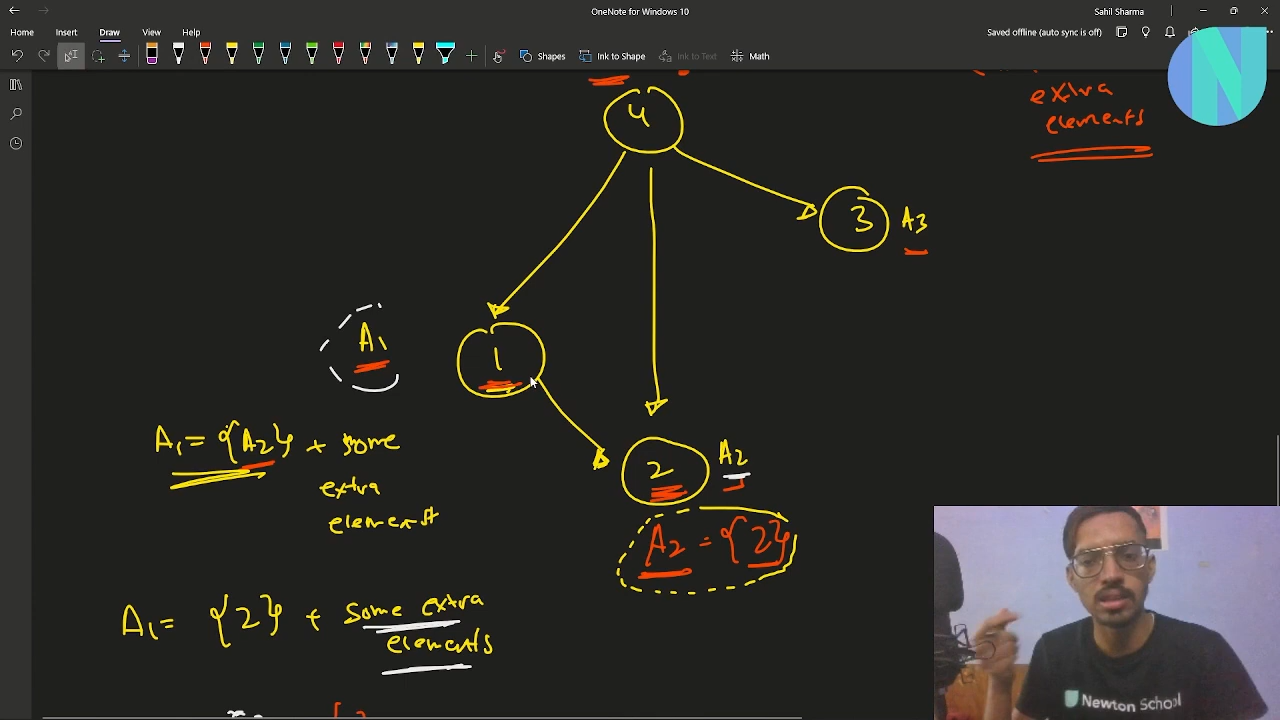 OneNote for Windows 10
Sahil Sharma
Home Insert Draw View Help
Saved offline (auto sync is off)
Shapes Ink to Shape Ink to Text Math
extra
elements
4
3 A3
A1
1
A1 = {A2} + some
extra
element
2 A2
A2 = {2}
A1 = {2} + some extra
elements
Newton School